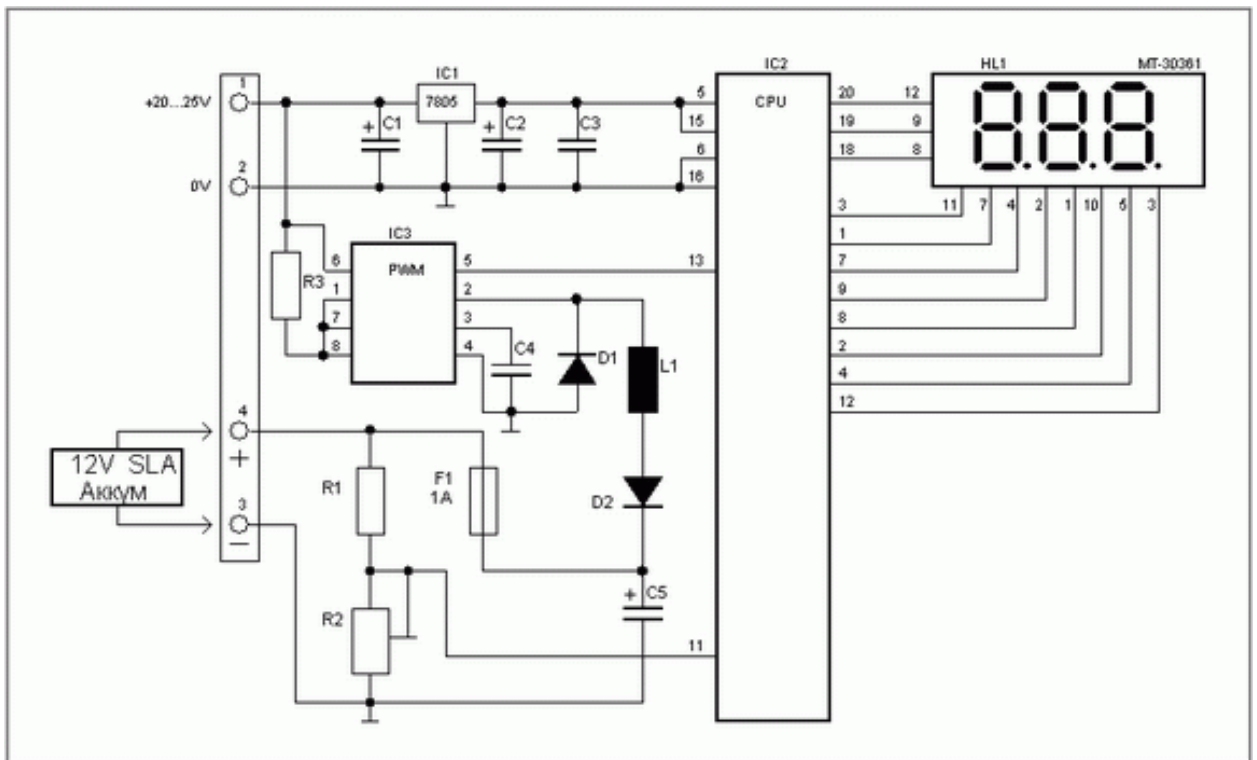 IC1
IC2
HL1 MT-30361
+20...25V
1
7805
CPU
5
20
12
+ C1
+ C2
C3
15
19
9
6
18
8
2
0V
16
3
11
7
4
2
1
10
5
3
1
IC3
PWM
R3
6
5
13
7
1
2
9
7
3
8
8
4
C4
D1
L1
2
4
12
4
+
12V SLA
Аккум
R1
F1
1A
D2
3
—
R2
+ C5
11